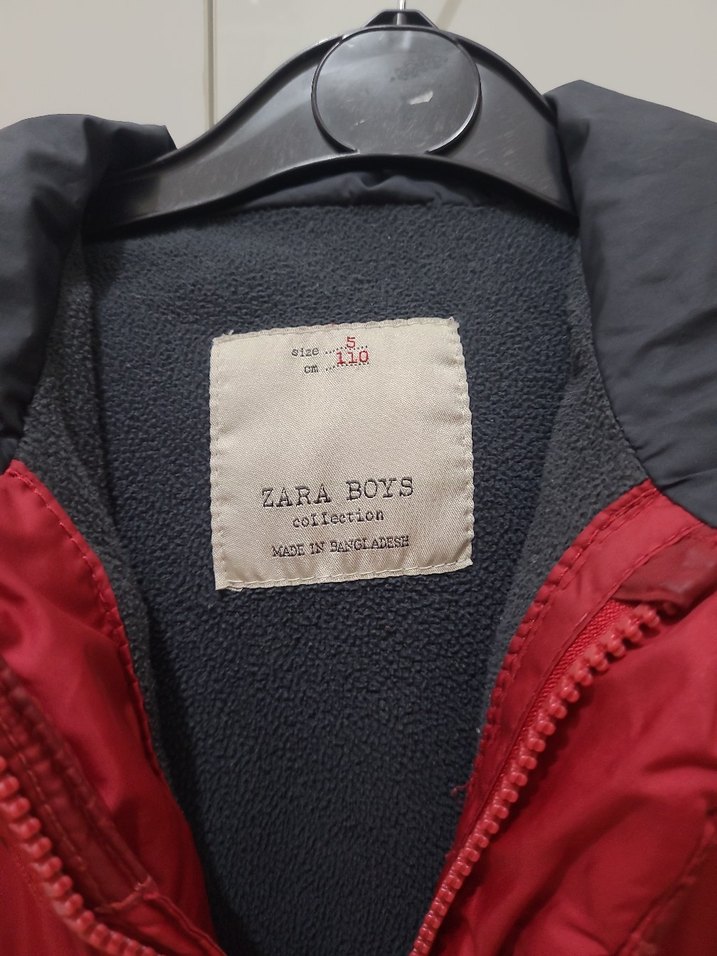 size ..... 5 ..
cm ... 110
ZARA BOYS
collection
MADE IN BANGLADESH